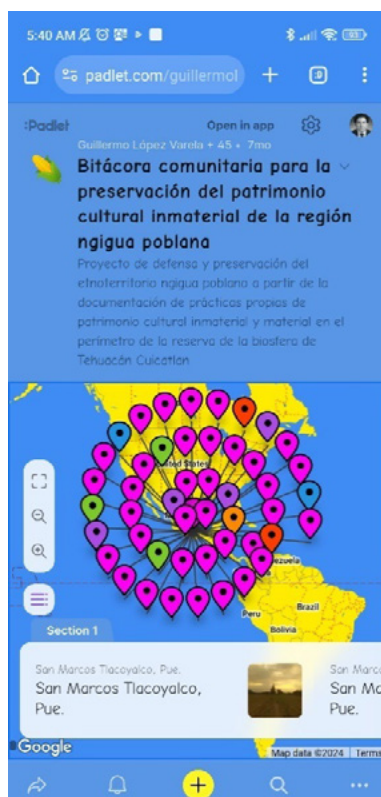 5:40 AM
padlet.com/guillermol
:Padlet
Open in app
Guillermo López Varela + 45 • 7mo
Bitácora comunitaria para la
preservación del patrimonio
cultural inmaterial de la región
ngigua poblana
Proyecto de defensa y preservación del
etnoterritorio ngigua poblano a partir de la
documentación de prácticas propias de
patrimonio cultural inmaterial y material en el
perímetro de la reserva de la biosfera de
Tehuacán Cuicatlan
United States
Venezuela
Peru
Brazil
Bolivia
Section 1
San Marcos Tlacoyalco, Pue.
San Marcos Tlacoyalco,
Pue.
San Marc
San Ma
Pue.
Google
Map data ©2024
Terms